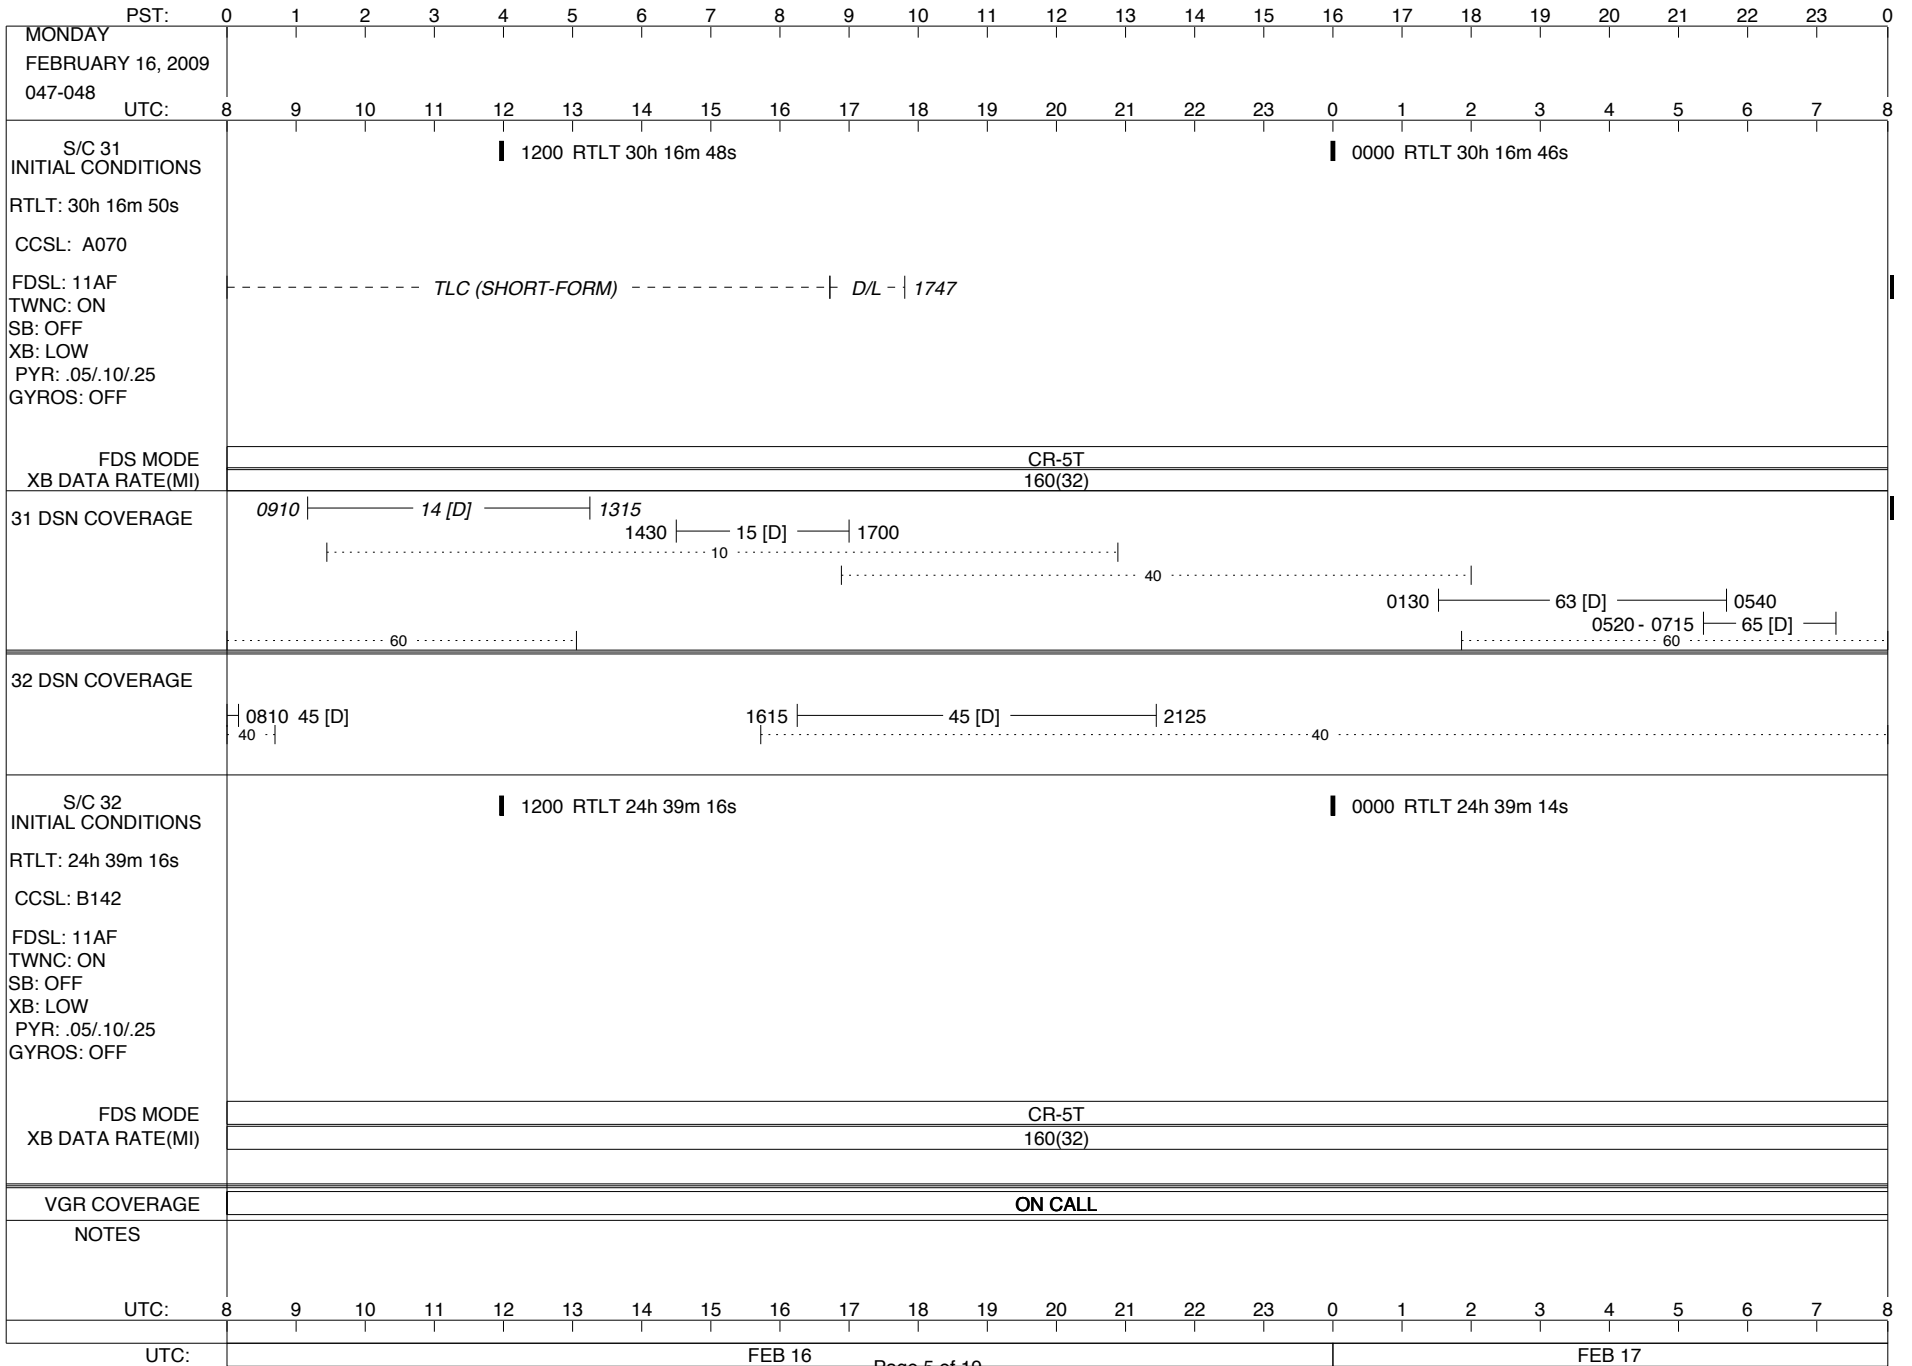 PST: 0 1 2 3 4 5 6 7 8 9 10 11 12 13 14 15 16 17 18 19 20 21 22 23 0
MONDAY
FEBRUARY 16, 2009
047-048
UTC: 8 9 10 11 12 13 14 15 16 17 18 19 20 21 22 23 0 1 2 3 4 5 6 7 8
S/C 31
INITIAL CONDITIONS
1200 RTLT 30h 16m 48s
0000 RTLT 30h 16m 46s
RTLT: 30h 16m 50s
CCSL: A070
FDSL: 11AF
TLC (SHORT-FORM) D/L 1747
TWNC: ON
SB: OFF
XB: LOW
PYR: .05/.10/.25
GYROS: OFF
FDS MODE CR-5T
XB DATA RATE(MI) 160(32)
31 DSN COVERAGE
0910 14 [D] 1315
1430 15 [D] 1700
10
40
0130 63 [D] 0540
0520 - 0715 65 [D]
60 60
32 DSN COVERAGE
0810 45 [D] 1615 45 [D] 2125
40 40
S/C 32
INITIAL CONDITIONS
1200 RTLT 24h 39m 16s
0000 RTLT 24h 39m 14s
RTLT: 24h 39m 16s
CCSL: B142
FDSL: 11AF
TWNC: ON
SB: OFF
XB: LOW
PYR: .05/.10/.25
GYROS: OFF
FDS MODE CR-5T
XB DATA RATE(MI) 160(32)
VGR COVERAGE ON CALL
NOTES
UTC: 8 9 10 11 12 13 14 15 16 17 18 19 20 21 22 23 0 1 2 3 4 5 6 7 8
UTC: FEB 16 FEB 17
Page 5 of 19